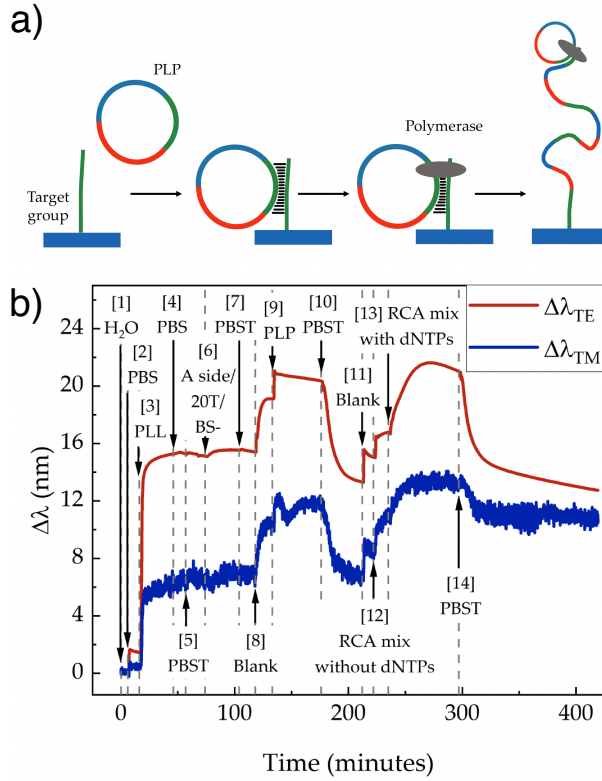 a)
PLP
Target
group
Polymerase
b)
[1]
H2O
[2]
PBS
[3]
PLL
[4]
PBS
[5]
PBST
[6]
A side/
20T/
BS-
[7]
PBST
[8]
Blank
[9]
PLP
[10]
PBST
[11]
Blank
[12]
RCA mix
without dNTPs
[13] RCA mix
with dNTPs
[14]
PBST
ΔλTE
ΔλTM
24
20
16
12
8
4
0
Δλ (nm)
0 100 200 300 400
Time (minutes)